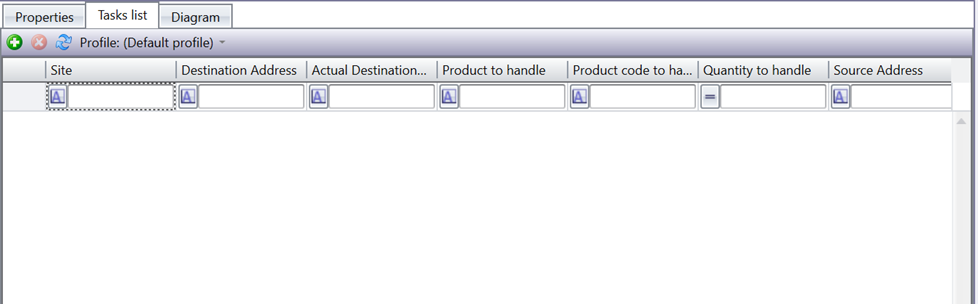 Properties Tasks list Diagram
Profile: (Default profile)
Site Destination Address Actual Destination... Product to handle Product code to ha... Quantity to handle Source Address
A A A A A = A